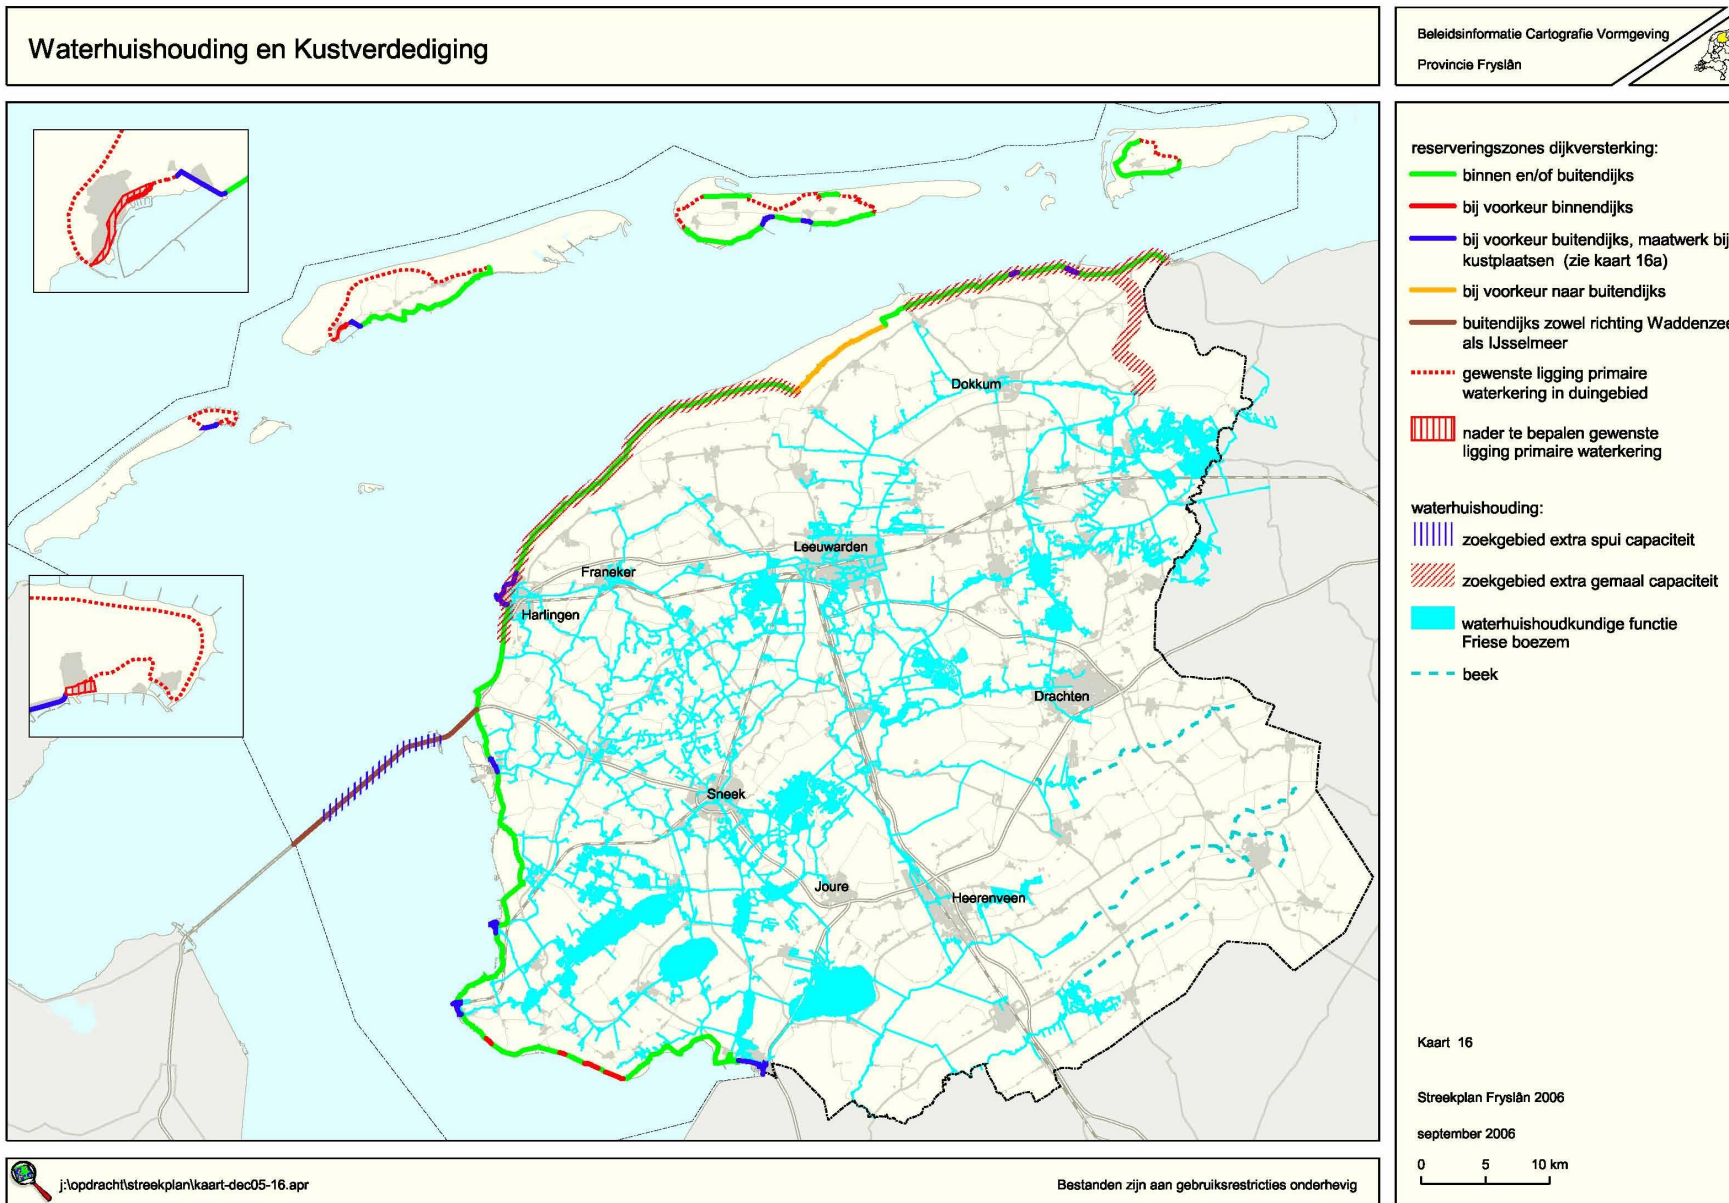 Waterhuishouding en Kustverdediging
Beleidsinformatie Cartografie Vormgeving
Provincie Fryslân
reserveringszones dijkversterking:
binnen en/of buitendijks
bij voorkeur binnendijks
bij voorkeur buitendijks, maatwerk bij
kustplaatsen (zie kaart 16a)
bij voorkeur naar buitendijks
buitendijks zowel richting Waddenzee
als IJsselmeer
gewenste ligging primaire
waterkering in duingebied
nader te bepalen gewenste
ligging primaire waterkering
waterhuishouding:
zoekgebied extra spui capaciteit
zoekgebied extra gemaal capaciteit
waterhuishoudkundige functie
Friese boezem
beek
Dokkum
Leeuwarden
Franeker
Harlingen
Drachten
Sneek
Joure
Heerenveen
Kaart 16
Streekplan Fryslân 2006
september 2006
0 5 10 km
j:\opdracht\streekplan\kaart-dec05-16.apr
Bestanden zijn aan gebruiksrestricties onderhevig